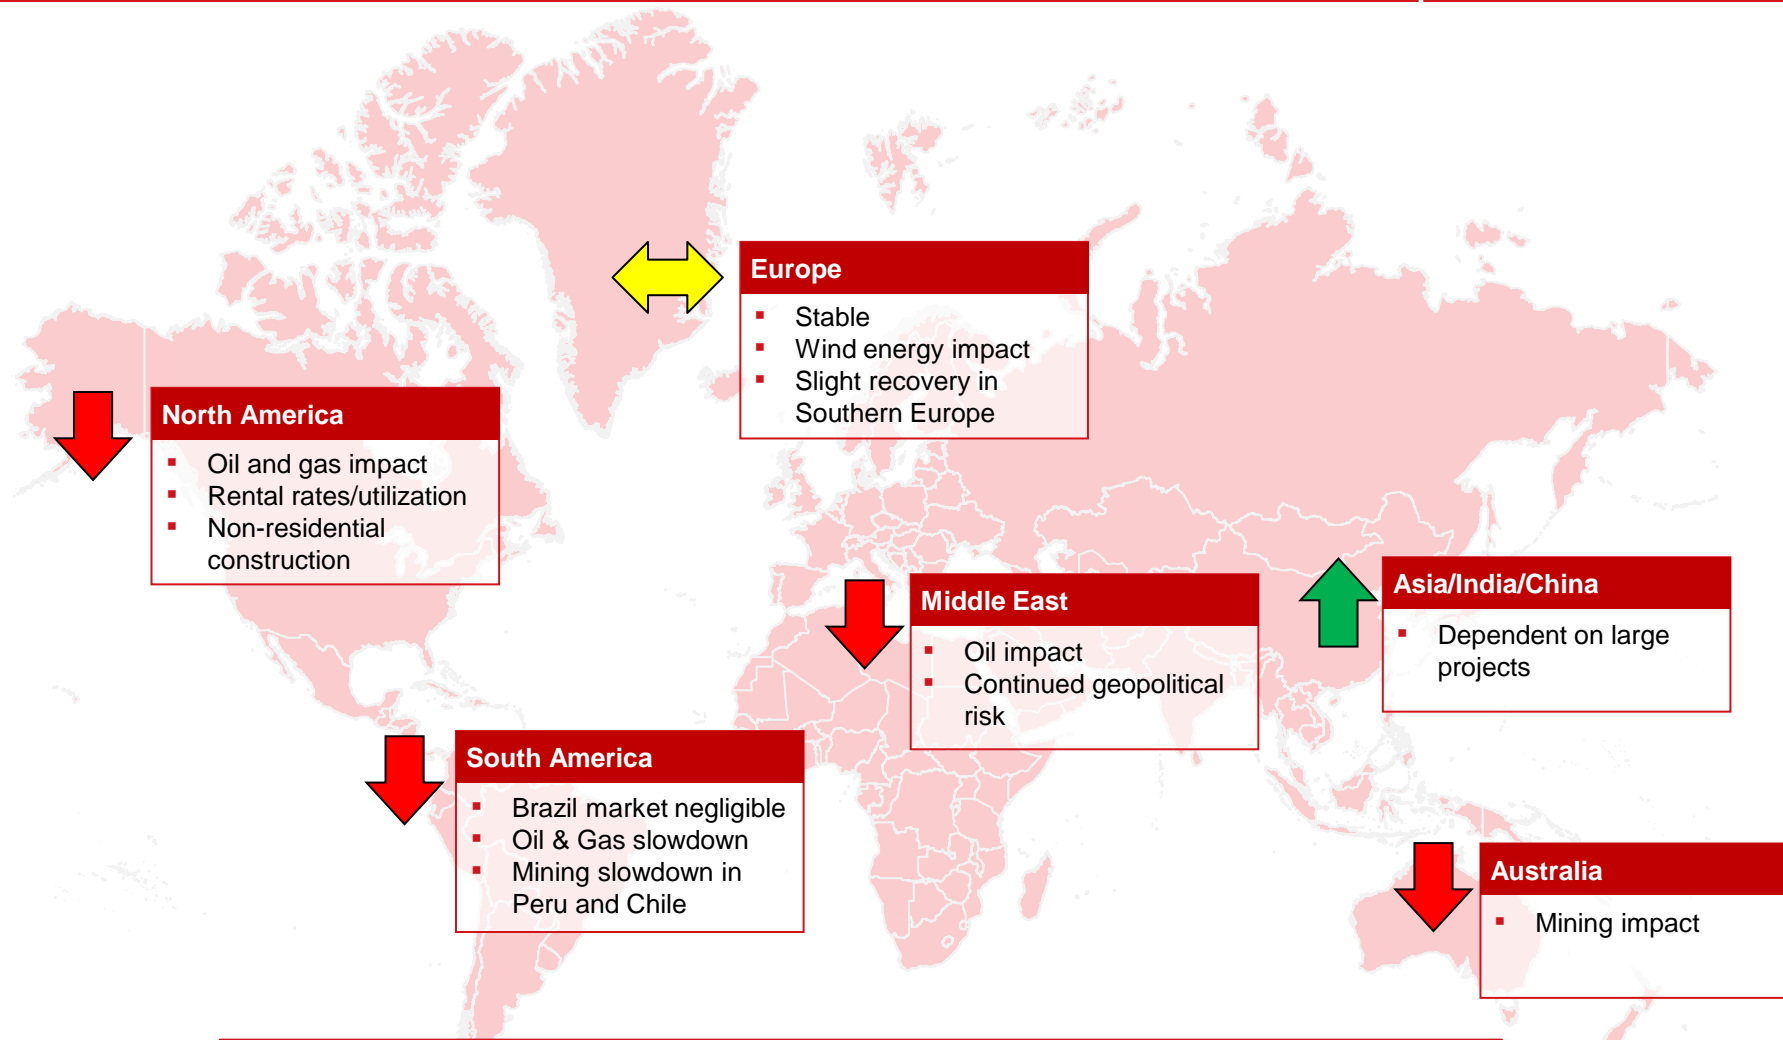 Europe
Stable
Wind energy impact
Slight recovery in
Southern Europe
North America
Oil and gas impact
Rental rates/utilization
Non-residential
construction
Asia/India/China
Dependent on large
projects
Middle East
Oil impact
Continued geopolitical
risk
South America
Brazil market negligible
Oil & Gas slowdown
Mining slowdown in
Peru and Chile
Australia
Mining impact